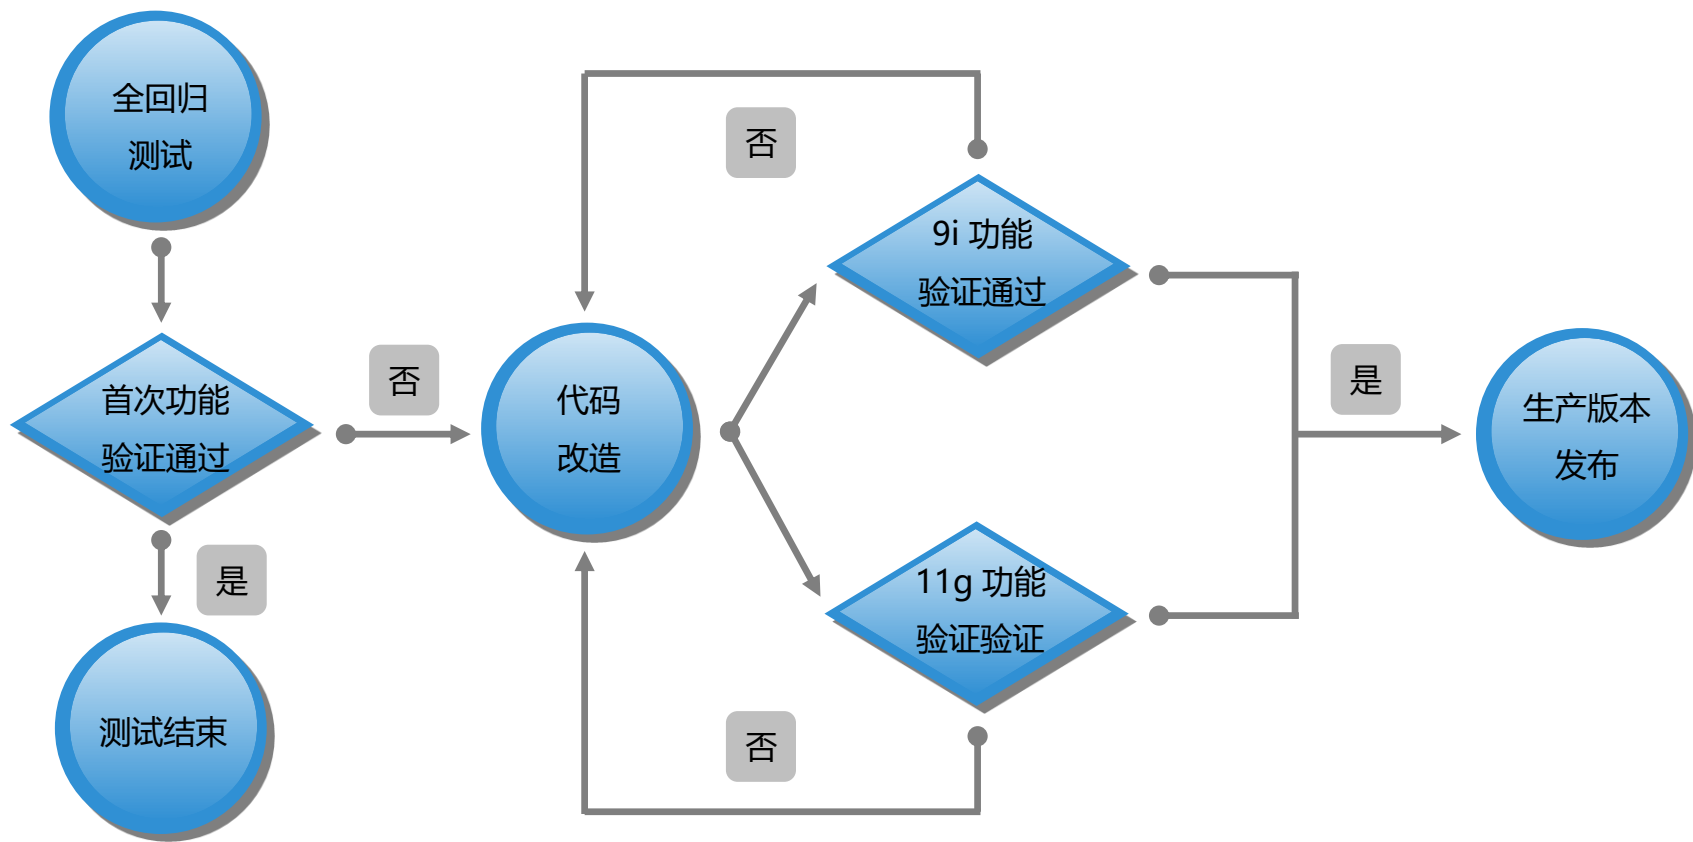 全回归
测试
首次功能
验证通过
是
测试结束
否
代码
改造
否
9i 功能
验证通过
11g 功能
验证验证
否
是
生产版本
发布